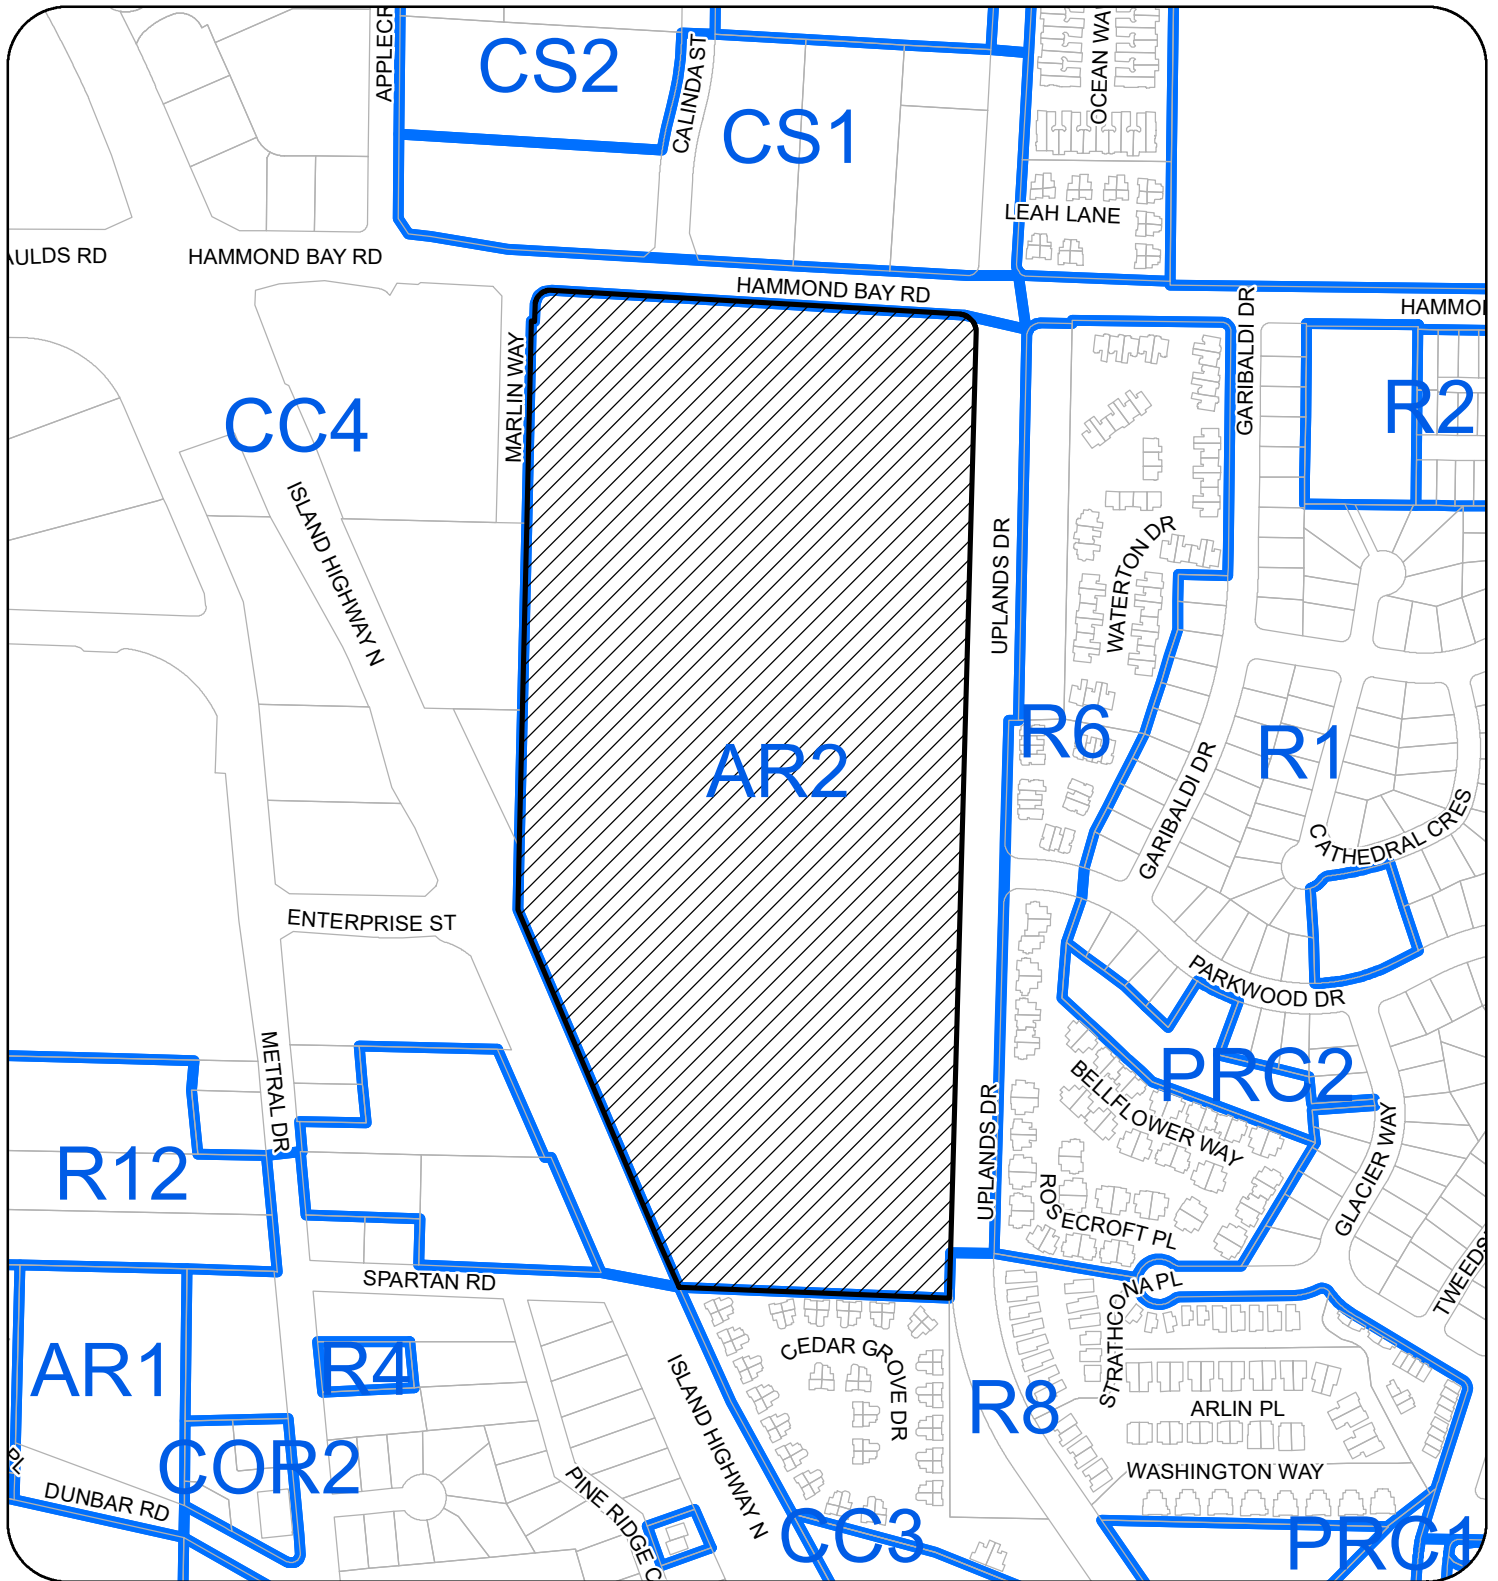 APPLECR
CS2
CALINDA ST
CS1
OCEAN WA
LEAH LANE
AULDS RD
HAMMOND BAY RD
HAMMOND BAY RD
GARIBALDI DR
HAMMO
MARLIN WAY
CC4
R2
ISLAND HIGHWAY N
UPLANDS DR
WATERTON DR
AR2
R6
R1
GARIBALDI DR
CATHEDRAL CRES
ENTERPRISE ST
PARKWOOD DR
METRAL DR
PRC2
BELLFLOWER WAY
UPLANDS DR
R12
GLACIER WAY
ROSECROFT PL
SPARTAN RD
STRATHCONA PL
TWEEDS
AR1
R4
CEDAR GROVE DR
ISLAND HIGHWAY N
R8
ARLIN PL
COR2
PL
DUNBAR RD
PINE RIDGE C
WASHINGTON WAY
CC3
PRC1